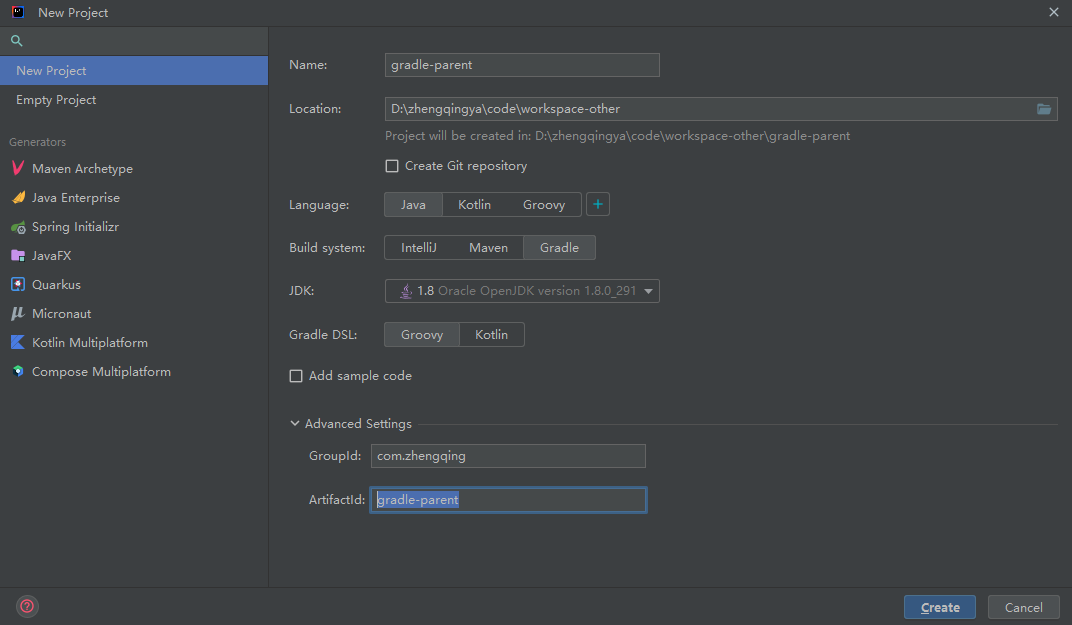 New Project
New Project
Empty Project
Generators
Maven Archetype
Java Enterprise
Spring Initializr
JavaFX
Quarkus
Micronaut
Kotlin Multiplatform
Compose Multiplatform
Name: gradle-parent
Location: D:\zhengqingya\code\workspace-other
Project will be created in: D:\zhengqingya\code\workspace-other\gradle-parent
Create Git repository
Language: Java Kotlin Groovy +
Build system: IntelliJ Maven Gradle
JDK: 1.8 Oracle OpenJDK version 1.8.0_291
Gradle DSL: Groovy Kotlin
Add sample code
Advanced Settings
GroupId: com.zhengqing
ArtifactId: gradle-parent
? Create Cancel